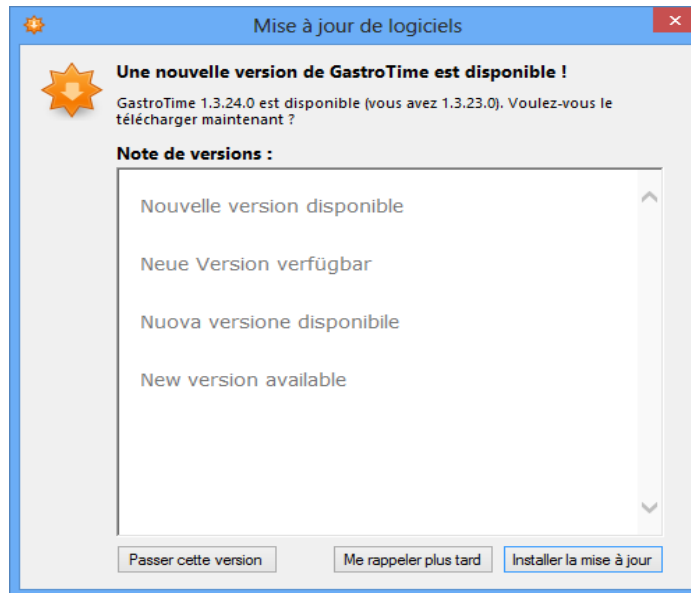 Mise à jour de logiciels
Une nouvelle version de GastroTime est disponible !
GastroTime 1.3.24.0 est disponible (vous avez 1.3.23.0). Voulez-vous le
télécharger maintenant ?
Note de versions :
Nouvelle version disponible
Neue Version verfügbar
Nuova versione disponibile
New version available
Passer cette version
Me rappeler plus tard
Installer la mise à jour